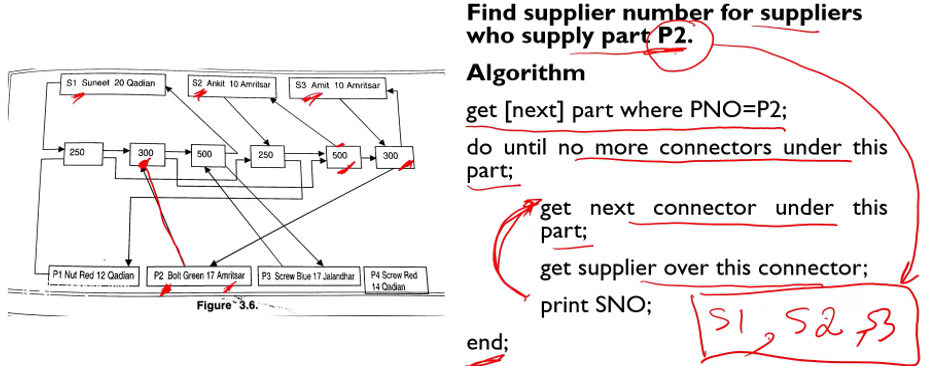 S1 Suneet 20 Qadian
S2 Ankit 10 Amritsar
S3 Amit 10 Amritsar
250
300
500
250
500
300
P1 Nut Red 12 Qadian
P2 Bolt Green 17 Amritsar
P3 Screw Blue 17 Jalandhar
P4 Screw Red
14 Qadian
Figure 3.6.
Find supplier number for suppliers
who supply part P2.
Algorithm
get [next] part where PNO=P2;
do until no more connectors under this
part;
get next connector under this
part;
get supplier over this connector;
print SNO;
end;
S1, S2, S3